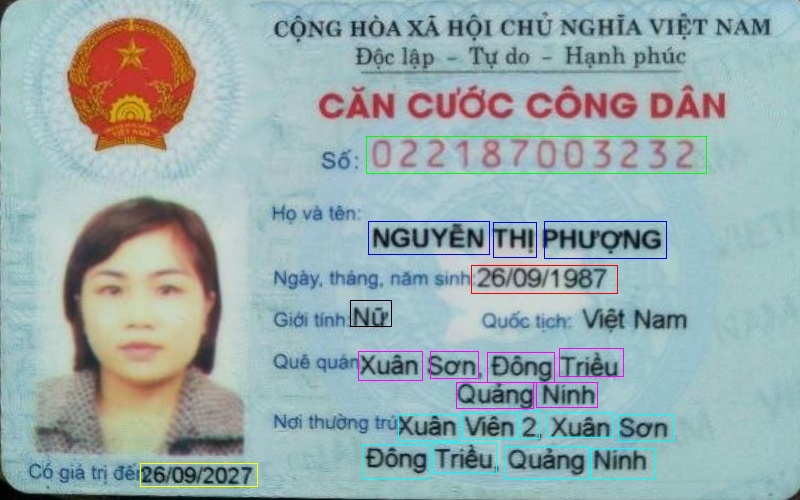 CỘNG HÒA XÃ HỘI CHỦ NGHĨA VIỆT NAM
Độc lập - Tự do - Hạnh phúc
CĂN CƯỚC CÔNG DÂN
Số: 022187003232
Họ và tên:
NGUYỄN THỊ PHƯỢNG
Ngày, tháng, năm sinh: 26/09/1987
Giới tính: Nữ Quốc tịch: Việt Nam
Quê quán: Xuân Sơn, Đông Triều
Quảng Ninh
Nơi thường trú: Xuân Viên 2, Xuân Sơn
Đông Triều, Quảng Ninh
Có giá trị đến 26/09/2027